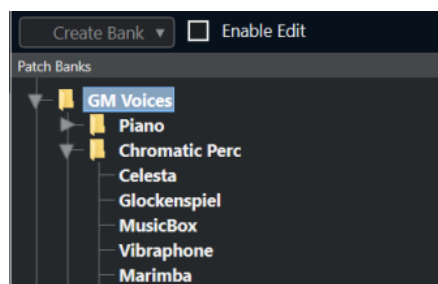 Create Bank Enable Edit
Patch Banks
GM Voices
Piano
Chromatic Perc
Celesta
Glockenspiel
MusicBox
Vibraphone
Marimba